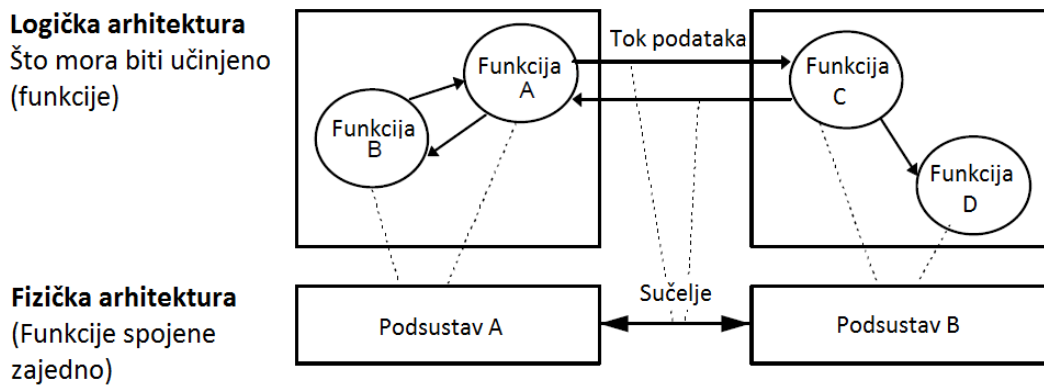 Logička arhitektura
Što mora biti učinjeno
(funkcije)
Funkcija
A
Funkcija
B
Tok podataka
Funkcija
C
Funkcija
D
Fizička arhitektura
(Funkcije spojene
zajedno)
Podsustav A
Sučelje
Podsustav B